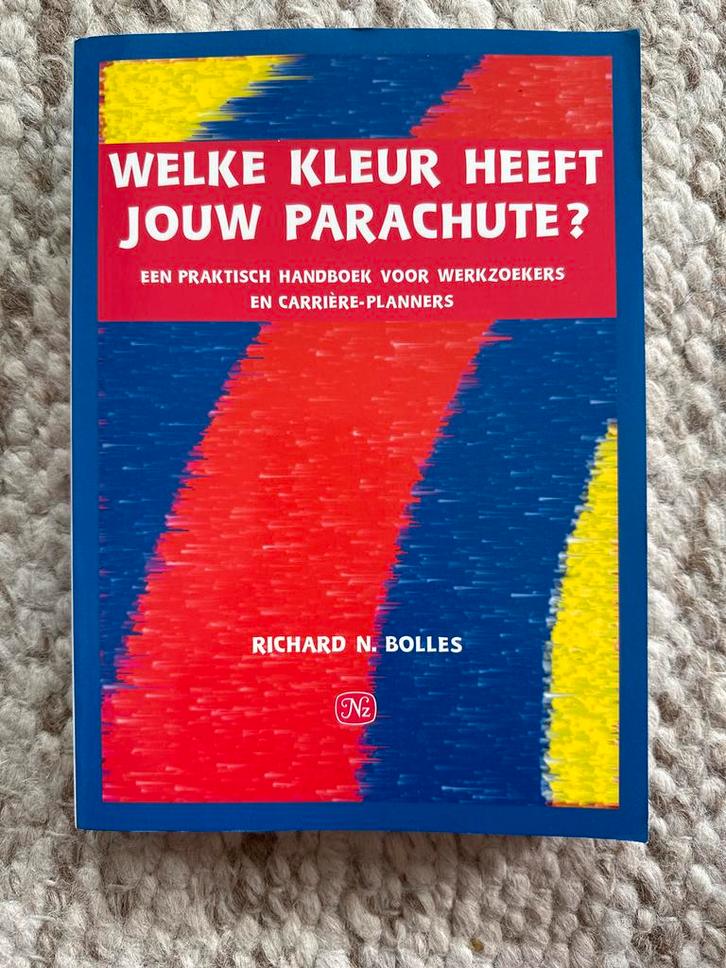 WELKE KLEUR HEEFT
JOUW PARACHUTE?
EEN PRAKTISCH HANDBOEK VOOR WERKZOEKERS
EN CARRIÈRE-PLANNERS
RICHARD N. BOLLES
Nz